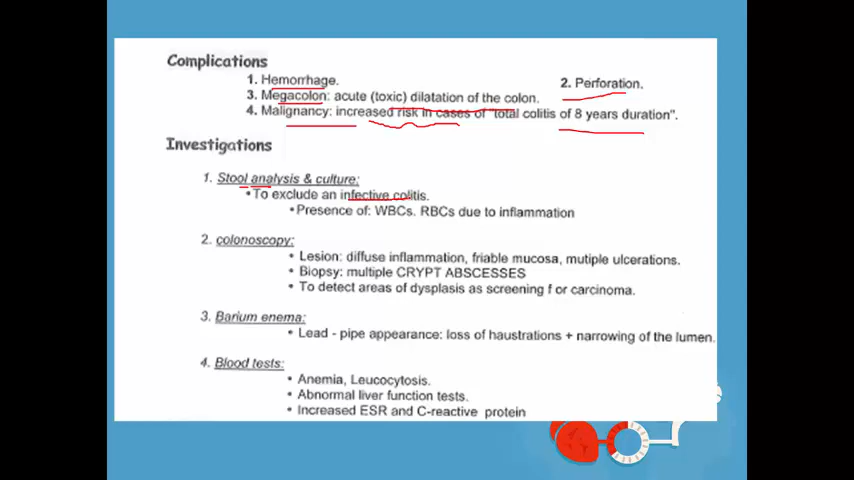 Complications
1. Hemorrhage. 2. Perforation.
3. Megacolon: acute (toxic) dilatation of the colon.
4. Malignancy: increased risk in cases of "total colitis of 8 years duration".
Investigations
1. Stool analysis & culture:
•To exclude an infective colitis.
•Presence of: WBCs. RBCs due to inflammation
2. colonoscopy:
• Lesion: diffuse inflammation, friable mucosa, mutiple ulcerations.
• Biopsy: multiple CRYPT ABSCESSES
• To detect areas of dysplasia as screening f or carcinoma.
3. Barium enema:
• Lead - pipe appearance: loss of haustrations + narrowing of the lumen.
4. Blood tests:
• Anemia, Leucocytosis.
• Abnormal liver function tests.
• Increased ESR and C-reactive protein